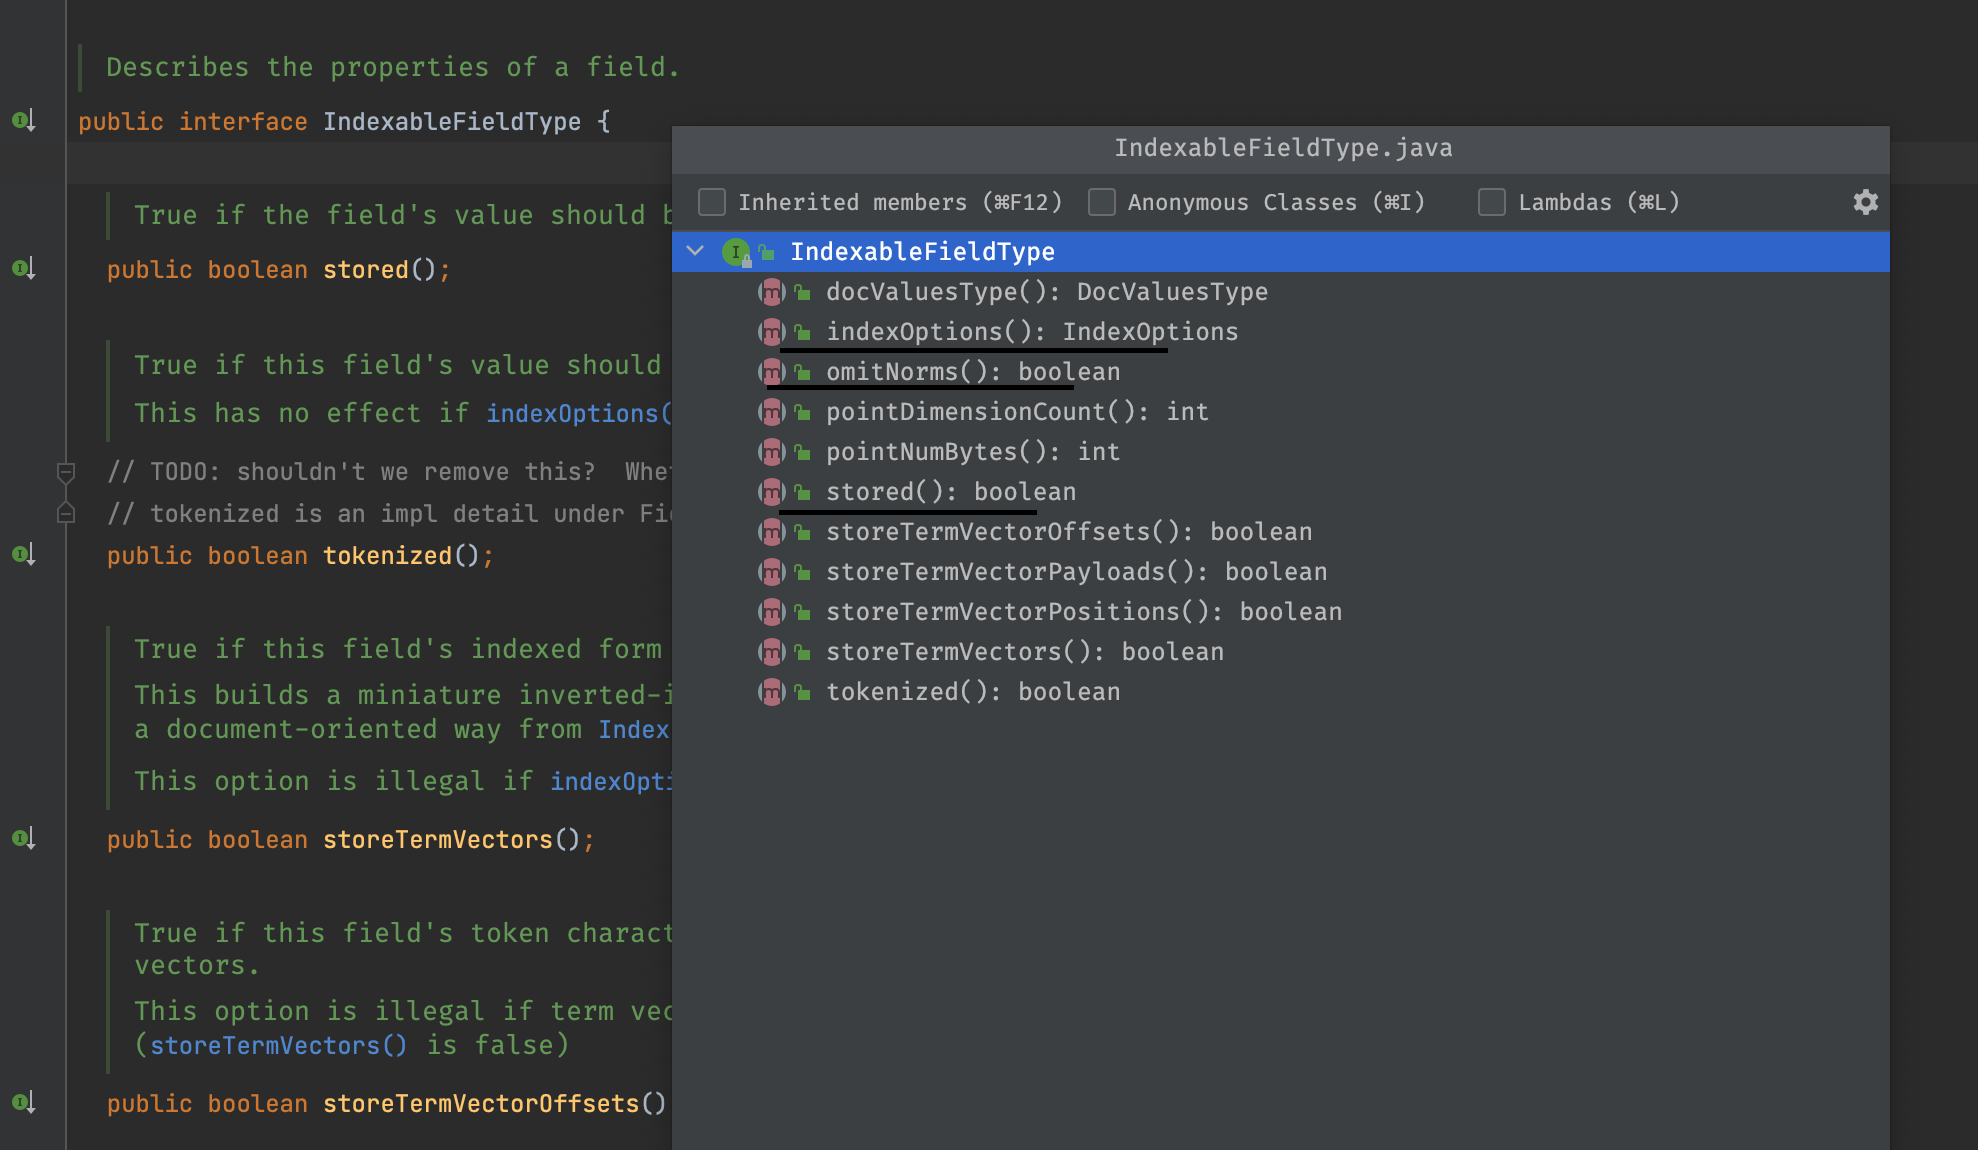 Describes the properties of a field.
public interface IndexableFieldType {
True if the field's value should b
public boolean stored();
True if this field's value should
This has no effect if indexOptions(
// TODO: shouldn't we remove this?  Whet
// tokenized is an impl detail under Fie
public boolean tokenized();
True if this field's indexed form
This builds a miniature inverted-i
a document-oriented way from Index
This option is illegal if indexOpti
public boolean storeTermVectors();
True if this field's token charact
vectors.
This option is illegal if term vec
(storeTermVectors() is false)
public boolean storeTermVectorOffsets()
IndexableFieldType.java
Inherited members (⌘F12) Anonymous Classes (⌘I) Lambdas (⌘L)
IndexableFieldType
docValuesType(): DocValuesType
indexOptions(): IndexOptions
omitNorms(): boolean
pointDimensionCount(): int
pointNumBytes(): int
stored(): boolean
storeTermVectorOffsets(): boolean
storeTermVectorPayloads(): boolean
storeTermVectorPositions(): boolean
storeTermVectors(): boolean
tokenized(): boolean